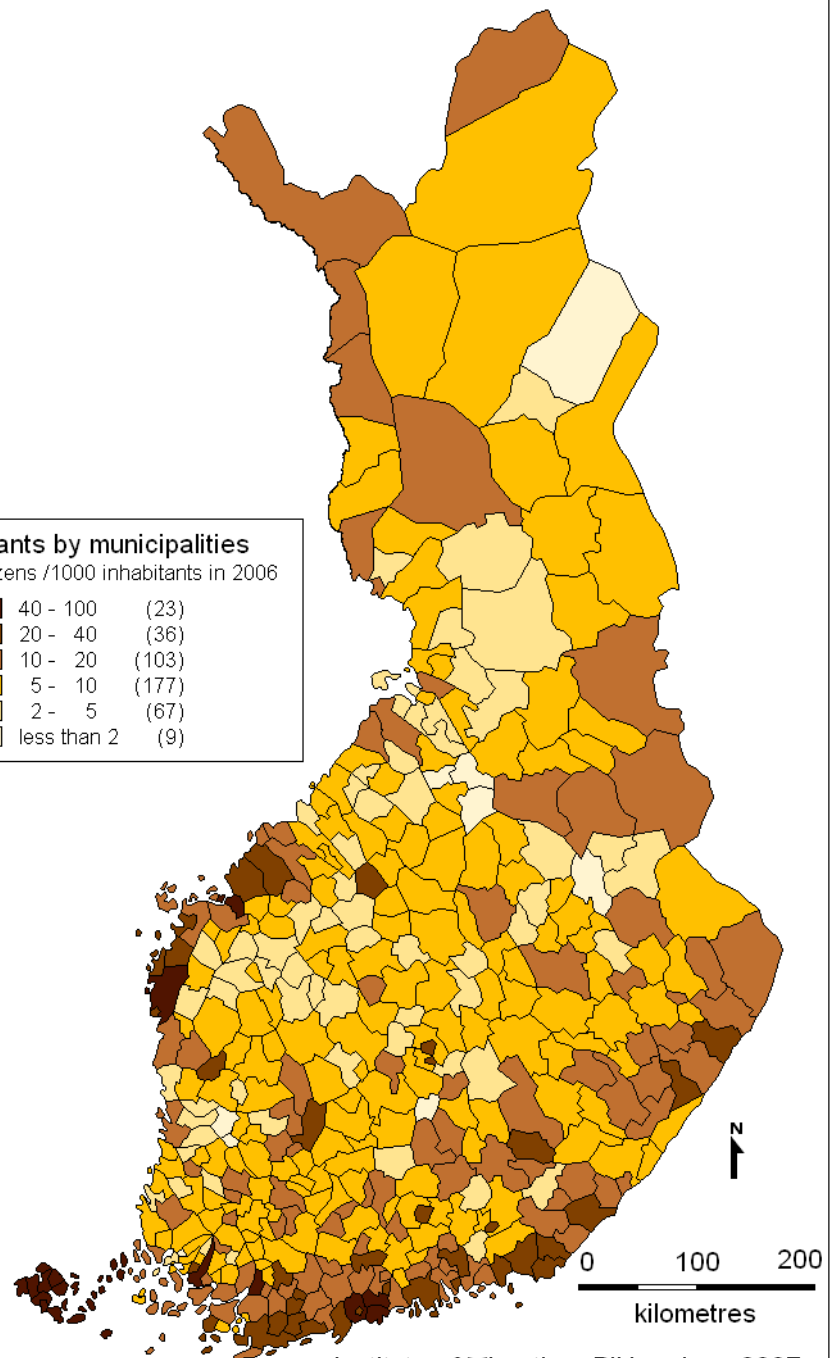 ants by municipalities
zens /1000 inhabitants in 2006
40 - 100 (23)
20 - 40 (36)
10 - 20 (103)
5 - 10 (177)
2 - 5 (67)
less than 2 (9)
N
0 100 200
kilometres